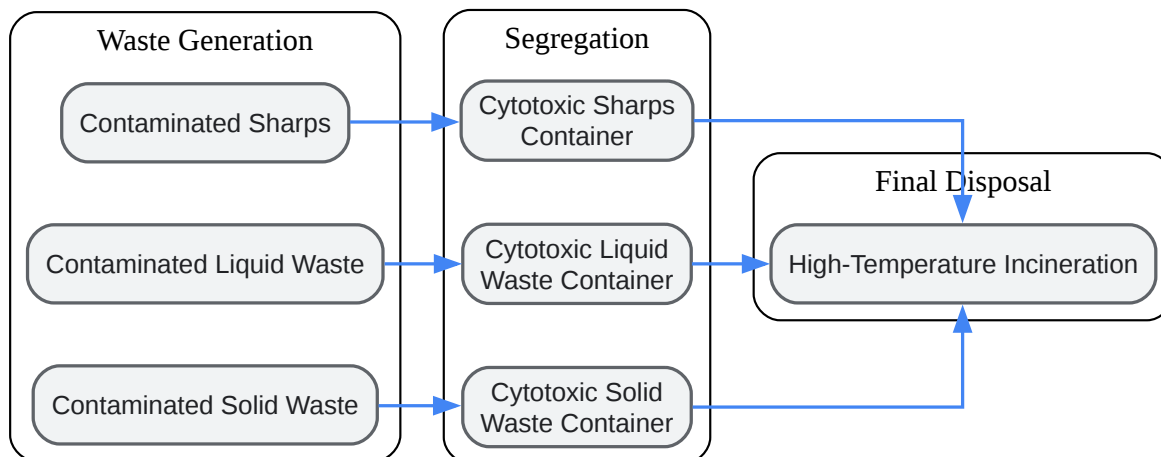 Waste Generation
Contaminated Sharps
Contaminated Liquid Waste
Contaminated Solid Waste
Segregation
Cytotoxic Sharps
Container
Cytotoxic Liquid
Waste Container
Cytotoxic Solid
Waste Container
Final Disposal
High-Temperature Incineration